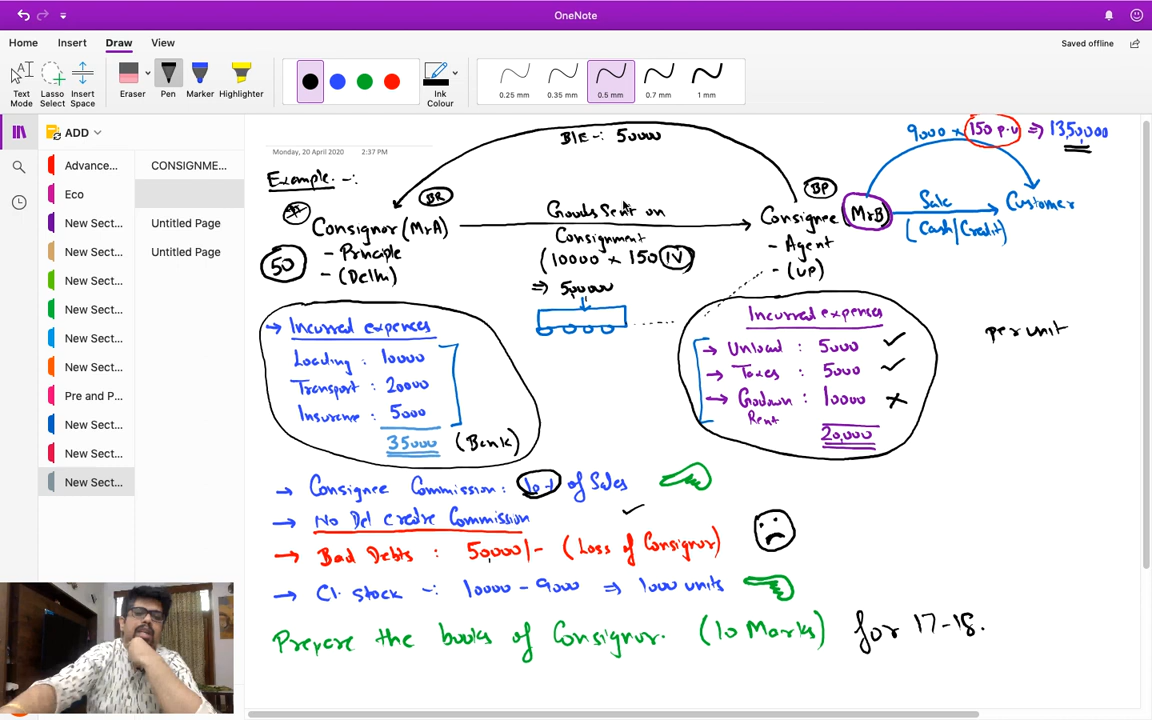 OneNote
Home Insert Draw View
Saved offline
Text Mode
Lasso Select
Insert Space
Eraser
Pen
Marker
Highlighter
Ink Colour
0.25 mm
0.35 mm
0.5 mm
0.7 mm
1 mm
ADD
Advance...
Eco
New Sect...
New Sect...
New Sect...
New Sect...
New Sect...
New Sect...
Pre and P...
New Sect...
New Sect...
New Sect...
CONSIGNME...
Untitled Page
Untitled Page
Monday, 20 April 2020 2:37 PM
Example -:
B/E -: 50000
9000 × 150 p.u ⇒ 1350000
BR
BP
Consignor (Mr A)
- Principle
- (Delhi)
50
Goods Sent on
Consignment
(10000 × 150 IV)
⇒ 5,00,000
Consignee (Mr B)
- Agent
- (UP)
Sale
(Cash/Credit)
Customer
→ Incurred expenses
Loading : 10000
Transport : 20000
Insurance : 5000
35000 (Bank)
Incurred expenses
→ Unload : 5000 ✓
→ Taxes : 5000 ✓
→ Godown : 10000 ×
Rent
20,000
per unit
→ Consignee Commission : 10% of Sales
→ No Del credre Commission
→ Bad Debts : 50,000/- (Loss of Consignor)
→ Cl. stock -: 10000 - 9000 ⇒ 1000 units
Prepare the books of Consignor. (10 Marks) for 17-18.